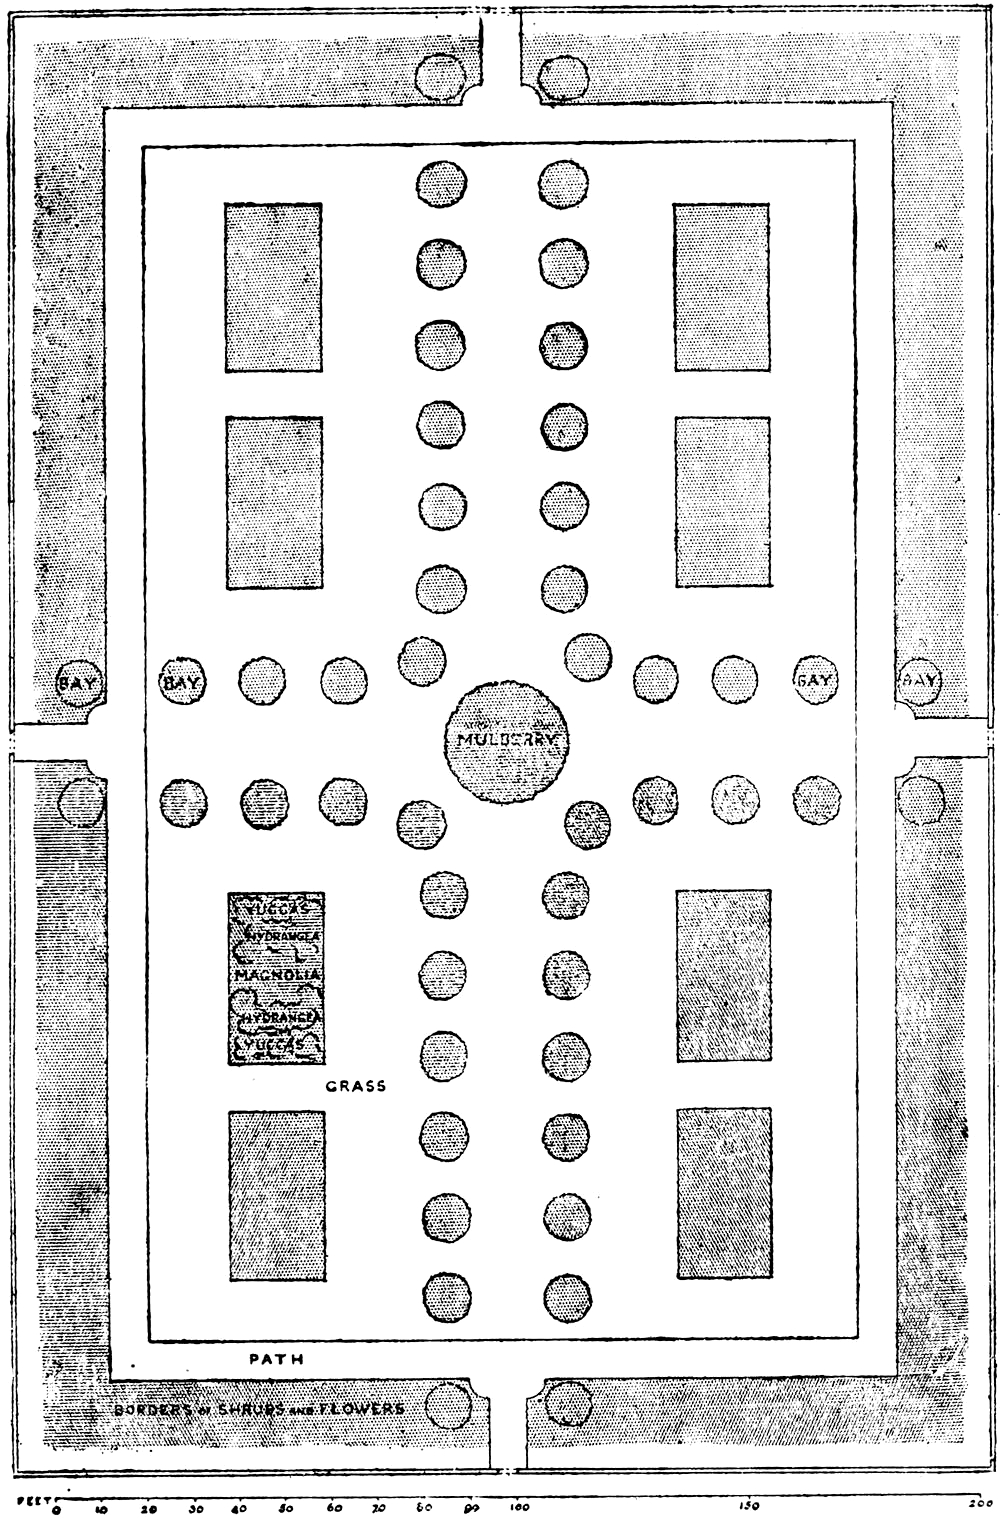 BAY
BAY
BAY
BAY
MULBERRY
YUCCAS
HYDRANGEA
MAGNOLIA
HYDRANGEA
YUCCAS
GRASS
PATH
BORDERS OF SHRUBS AND FLOWERS
FEET 0 10 20 30 40 50 60 70 80 90 100 150 200